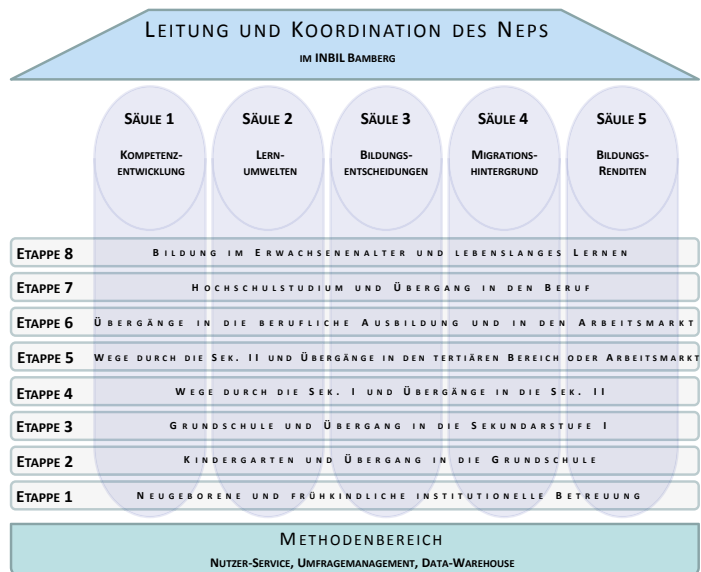 LEITUNG UND KOORDINATION DES NEPS
IM INBIL BAMBERG
SÄULE 1
KOMPETENZ-
ENTWICKLUNG
SÄULE 2
LERN-
UMWELTEN
SÄULE 3
BILDUNGS-
ENTSCHEIDUNGEN
SÄULE 4
MIGRATIONS-
HINTERGRUND
SÄULE 5
BILDUNGS-
RENDITEN
ETAPPE 8 BILDUNG IM ERWACHSENENALTER UND LEBENSLANGES LERNEN
ETAPPE 7 HOCHSCHULSTUDIUM UND ÜBERGANG IN DEN BERUF
ETAPPE 6 ÜBERGÄNGE IN DIE BERUFLICHE AUSBILDUNG UND IN DEN ARBEITSMARKT
ETAPPE 5 WEGE DURCH DIE SEK. II UND ÜBERGÄNGE IN DEN TERTIÄREN BEREICH ODER ARBEITSMARKT
ETAPPE 4 WEGE DURCH DIE SEK. I UND ÜBERGÄNGE IN DIE SEK. II
ETAPPE 3 GRUNDSCHULE UND ÜBERGANG IN DIE SEKUNDARSTUFE I
ETAPPE 2 KINDERGARTEN UND ÜBERGANG IN DIE GRUNDSCHULE
ETAPPE 1 NEUGEBORENE UND FRÜHKINDLICHE INSTITUTIONELLE BETREUUNG
METHODENBEREICH
NUTZER-SERVICE, UMFRAGEMANAGEMENT, DATA-WAREHOUSE